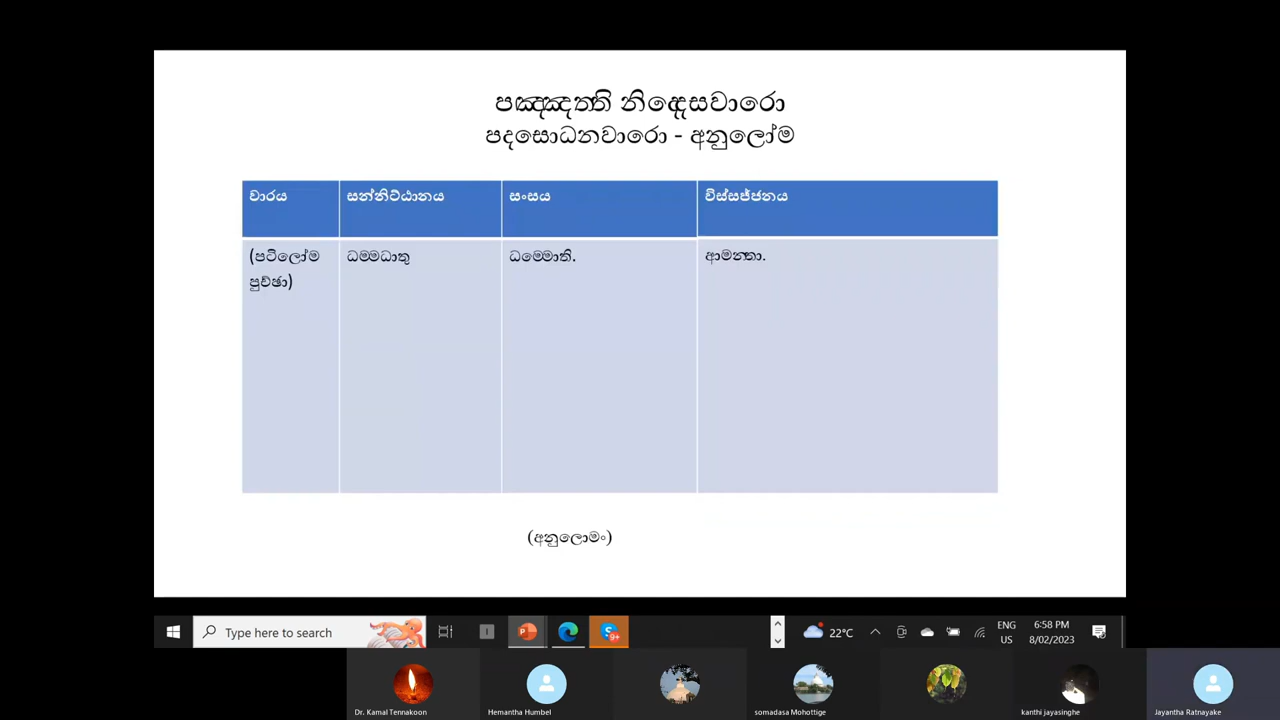 පඤ්ඤත්ති නිද්දෙසවාරො
පදසොධනවාරො - අනුලෝම
වාරය
සන්නිට්ඨානය
සංසය
විස්සජ්ජනය
(පටිලෝම
පුච්ඡා)
ධම්මධාතු
ධම්මොති.
ආමන්තා.
(අනුලොමං)
Type here to search
22°C
ENG
US
6:58 PM
8/02/2023
9+
Dr. Kamal Tennakoon
Hemantha Humbel
somadasa Mohottige
kanthi jayasinghe
Jayantha Ratnayake